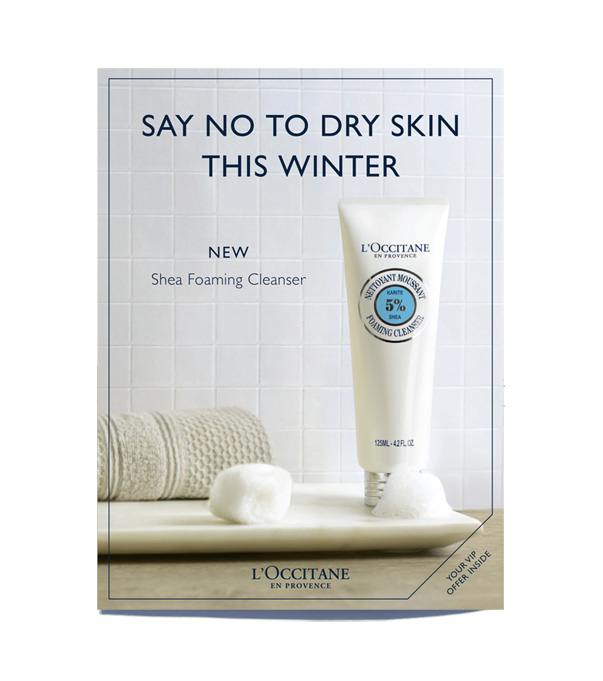 SAY NO TO DRY SKIN
THIS WINTER
NEW
Shea Foaming Cleanser
L'OCCITANE
EN PROVENCE
NETTOYANT MOUSSANT
KARITE
5%
SHEA
FOAMING CLEANSER
125ML - 4.2 FL. OZ.
L'OCCITANE
EN PROVENCE
YOUR VIP
OFFER INSIDE